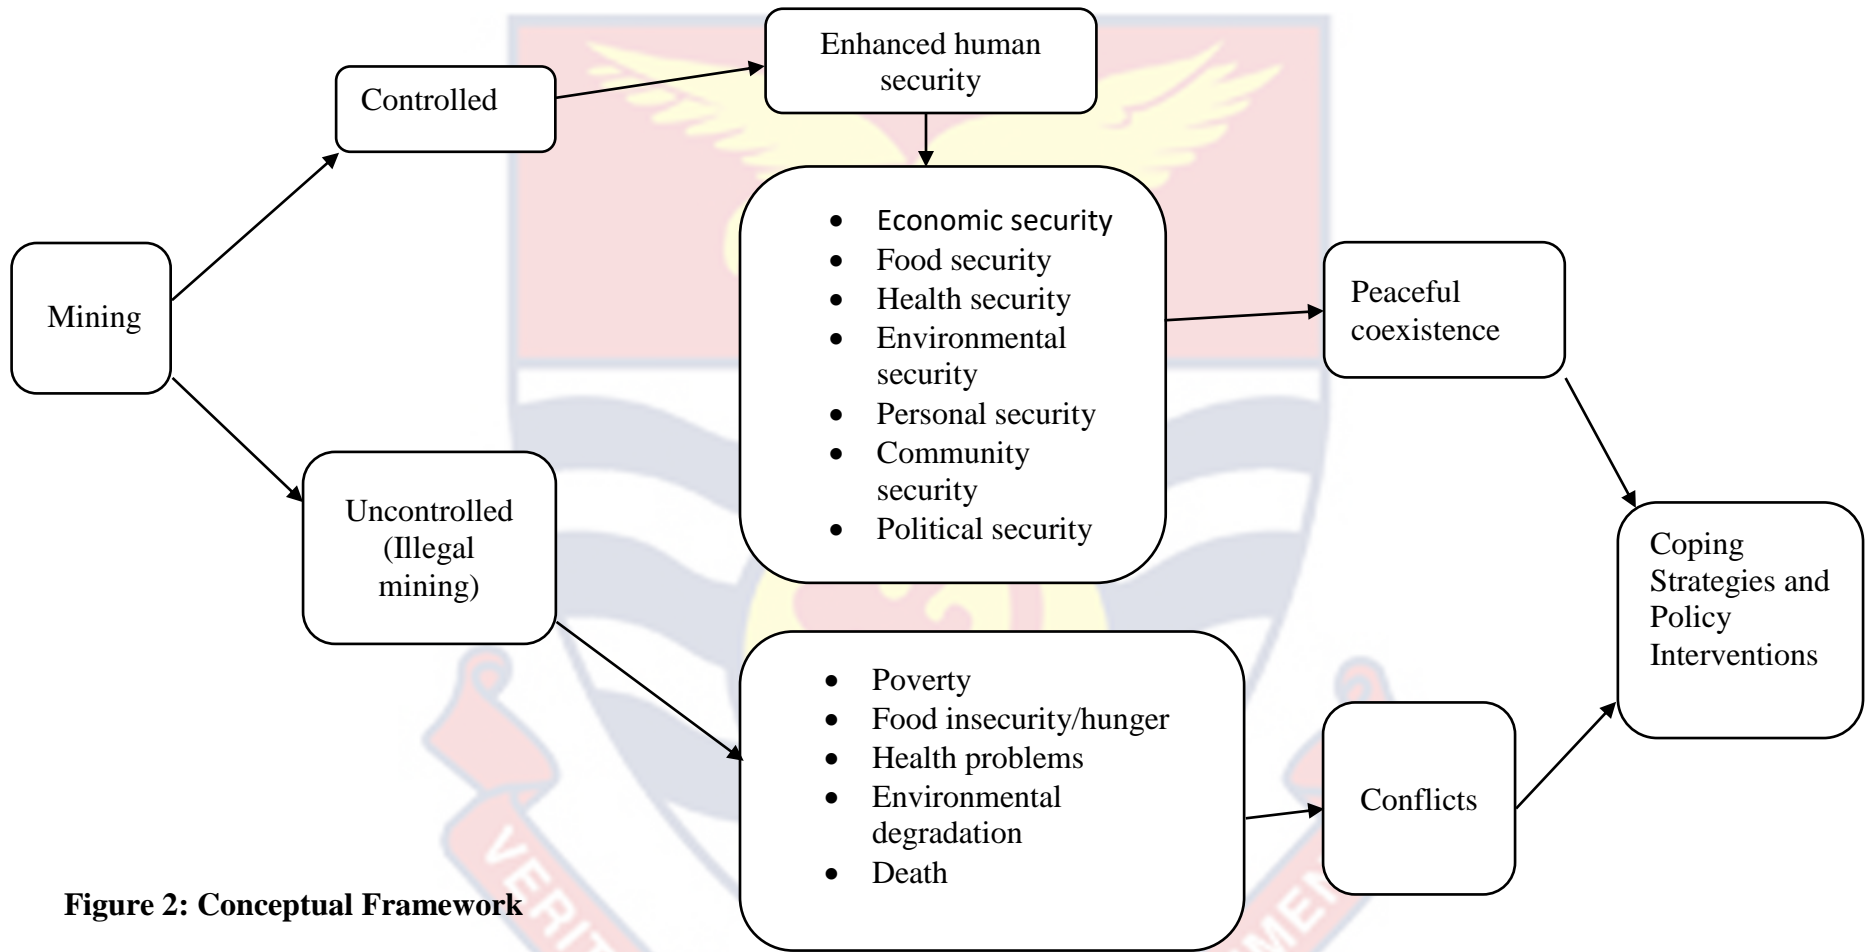 Enhanced human
security
Controlled
Mining
• Economic security
• Food security
• Health security
• Environmental
security
• Personal security
• Community
security
• Political security
Peaceful
coexistence
Uncontrolled
(Illegal
mining)
Coping
Strategies and
Policy
Interventions
• Poverty
• Food insecurity/hunger
• Health problems
• Environmental
degradation
• Death
Conflicts
Figure 2: Conceptual Framework